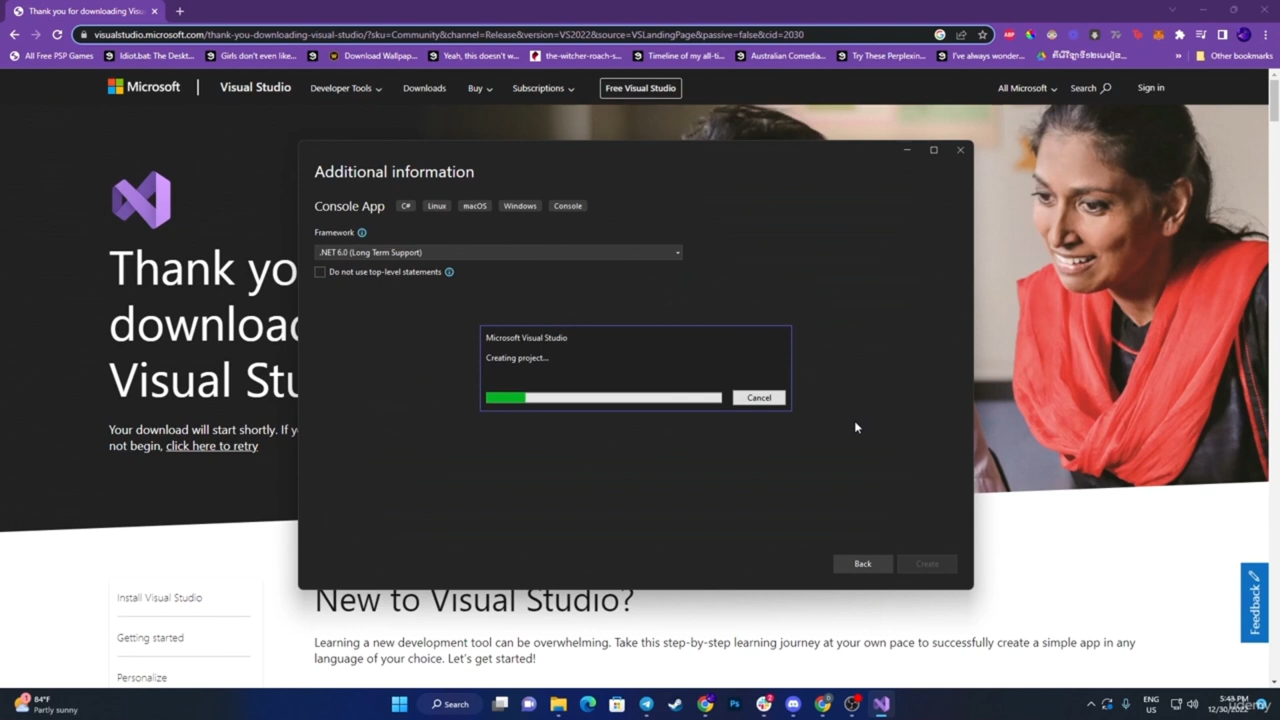 Thank you for downloading Visu
visualstudio.microsoft.com/thank-you-downloading-visual-studio/?sku=Community&channel=Release&version=VS2022&source=VSLandingPage&passive=false&cid=2030
All Free PSP Games
Idiot.bat: The Deskt...
Girls don't even like...
Download Wallpap...
Yeah, this doesn't w...
the-witcher-roach-s...
Timeline of my all-ti...
Australian Comedia...
Try These Perplexin...
I've always wonder...
Other bookmarks
Microsoft
Visual Studio
Developer Tools
Downloads
Buy
Subscriptions
Free Visual Studio
All Microsoft
Search
Sign in
Additional information
Console App
C#
Linux
macOS
Windows
Console
Framework
.NET 6.0 (Long Term Support)
Do not use top-level statements
Microsoft Visual Studio
Creating project...
Cancel
Back
Create
Thank yo
downloa
Visual Stu
Your download will start shortly. If y
not begin, click here to retry
Install Visual Studio
Getting started
Personalize
New to Visual Studio?
Learning a new development tool can be overwhelming. Take this step-by-step learning journey at your own pace to successfully create a simple app in any
language of your choice. Let's get started!
Feedback
84°F
Partly sunny
Search
ENG
US
5:43 PM
12/30/2022
udemy